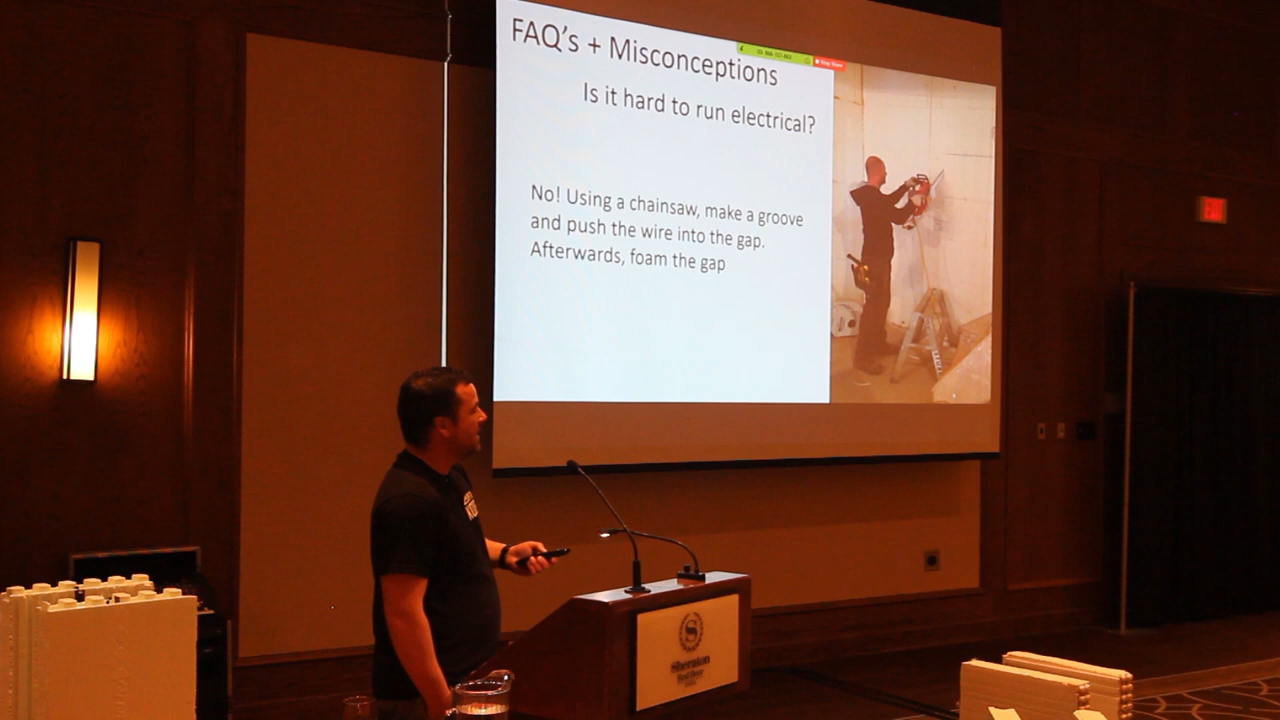 FAQ's + Misconceptions
Is it hard to run electrical?
No! Using a chainsaw, make a groove
and push the wire into the gap.
Afterwards, foam the gap
EXIT
S
Sheraton